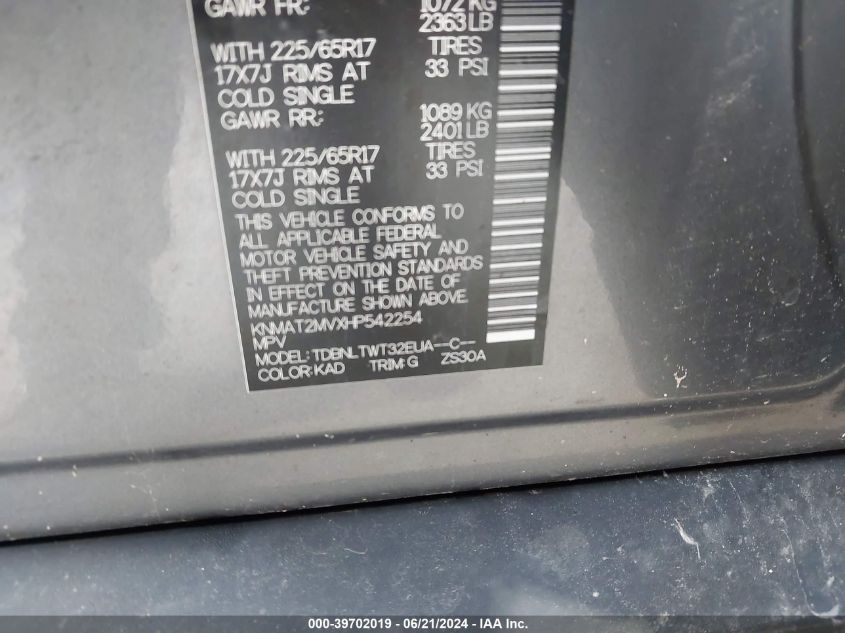 GAWR FR: 1072 KG
2363 LB
WITH 225/65R17 TIRES
17X7J RIMS AT 33 PSI
COLD SINGLE
GAWR RR: 1089 KG
2401 LB
WITH 225/65R17 TIRES
17X7J RIMS AT 33 PSI
COLD SINGLE
THIS VEHICLE CONFORMS TO
ALL APPLICABLE FEDERAL
MOTOR VEHICLE SAFETY AND
THEFT PREVENTION STANDARDS
IN EFFECT ON THE DATE OF
MANUFACTURE SHOWN ABOVE.
KNMAT2MVXHP542254
MPV
MODEL: TDBNLTWT32EUA--C--
COLOR:KAD TRIM:G ZS30A
000-39702019 - 06/21/2024 - IAAI.com.